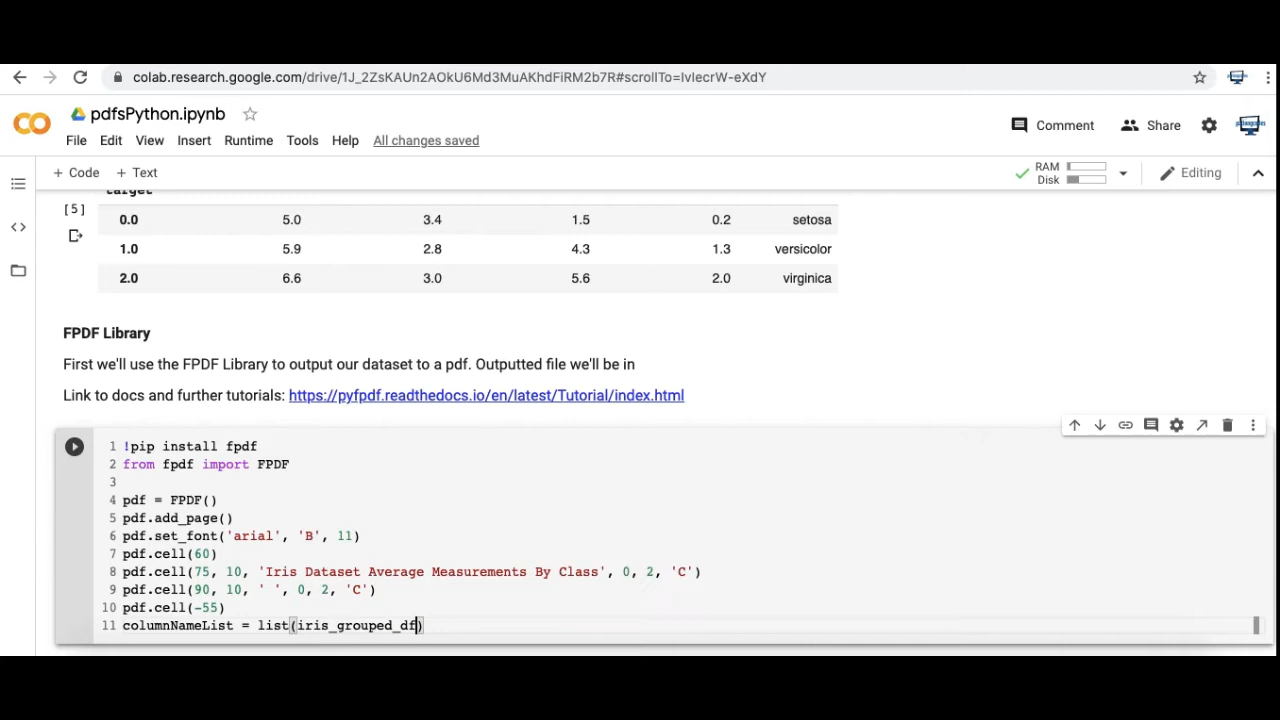 colab.research.google.com/drive/1J_2ZsKAUn2AOkU6Md3MuAKhdFiRM2b7R#scrollTo=IvIecrW-eXdY
pdfsPython.ipynb
Comment
Share
File Edit View Insert Runtime Tools Help All changes saved
+ Code + Text
RAM
Disk
Editing
target
[5]
0.0 5.0 3.4 1.5 0.2 setosa
1.0 5.9 2.8 4.3 1.3 versicolor
2.0 6.6 3.0 5.6 2.0 virginica
FPDF Library
First we'll use the FPDF Library to output our dataset to a pdf. Outputted file we'll be in
Link to docs and further tutorials: https://pyfpdf.readthedocs.io/en/latest/Tutorial/index.html
1 !pip install fpdf
2 from fpdf import FPDF
3
4 pdf = FPDF()
5 pdf.add_page()
6 pdf.set_font('arial', 'B', 11)
7 pdf.cell(60)
8 pdf.cell(75, 10, 'Iris Dataset Average Measurements By Class', 0, 2, 'C')
9 pdf.cell(90, 10, ' ', 0, 2, 'C')
10 pdf.cell(-55)
11 columnNameList = list(iris_grouped_df)